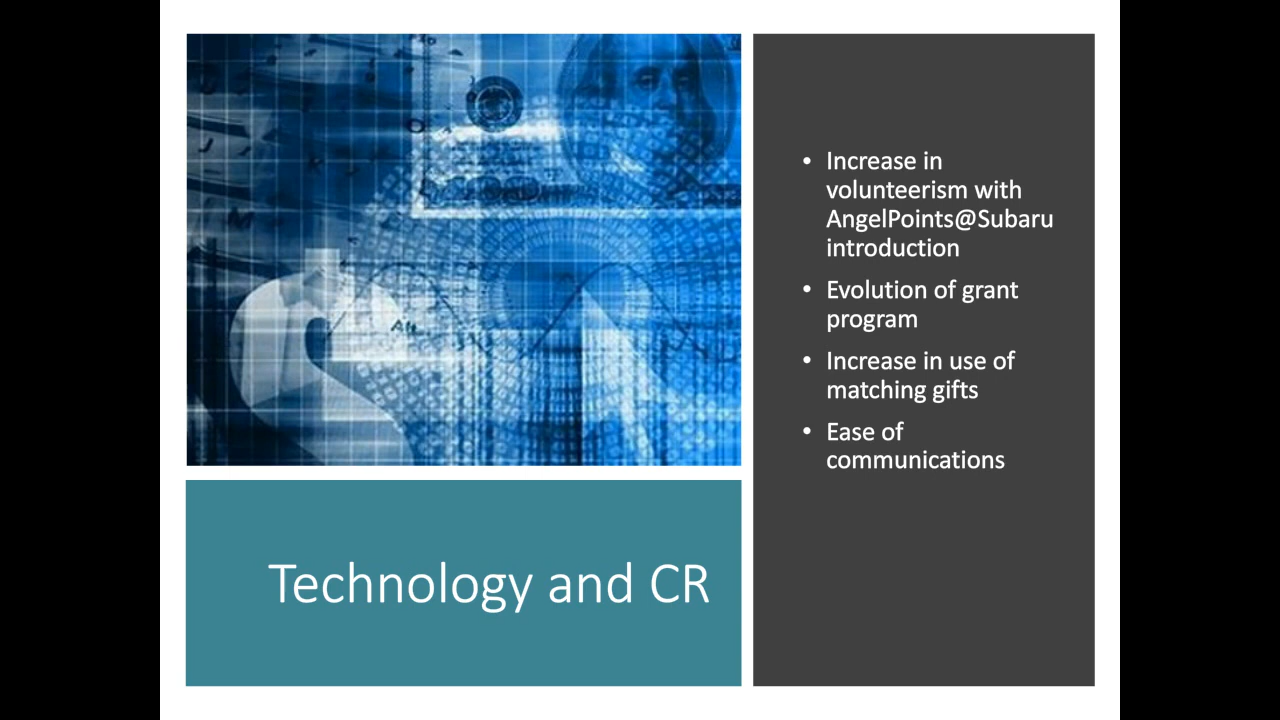 • Increase in
volunteerism with
AngelPoints@Subaru
introduction
• Evolution of grant
program
• Increase in use of
matching gifts
• Ease of
communications
Technology and CR